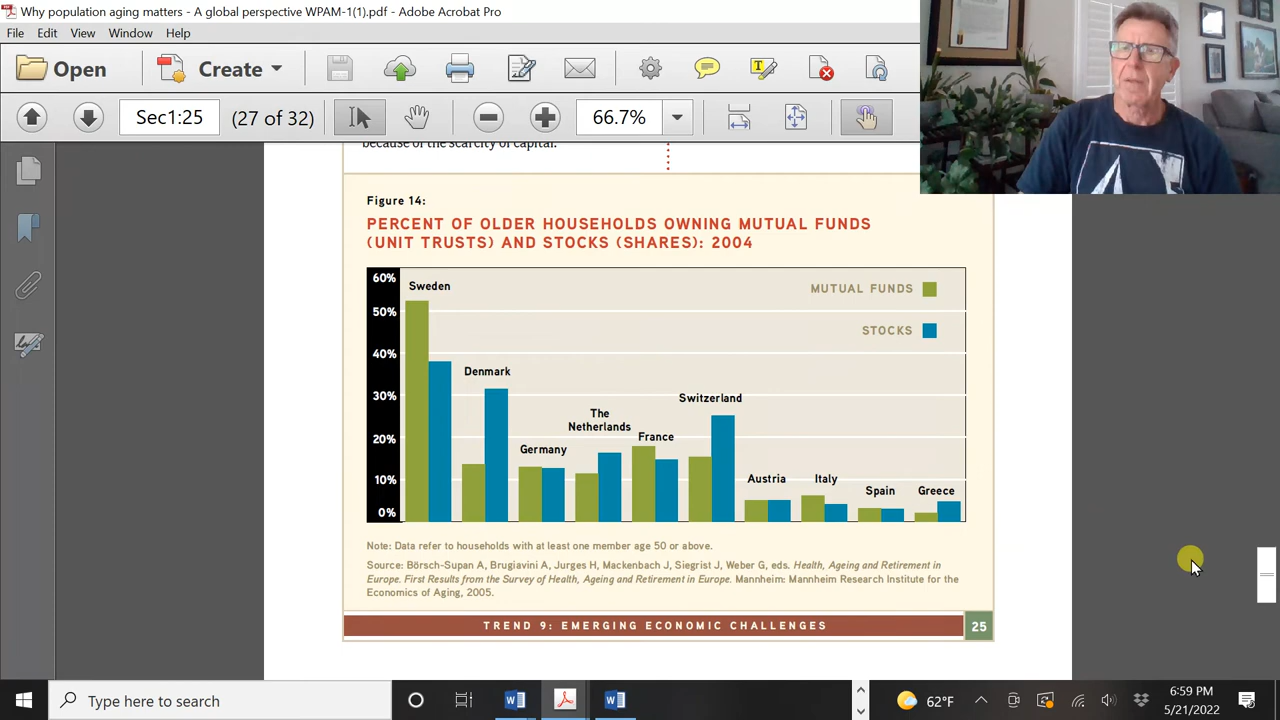 Why population aging matters - A global perspective WPAM-1(1).pdf - Adobe Acrobat Pro
File Edit View Window Help
Open Create
Sec1:25 (27 of 32) 66.7%
because of the scarcity of capital.
Figure 14:
PERCENT OF OLDER HOUSEHOLDS OWNING MUTUAL FUNDS
(UNIT TRUSTS) AND STOCKS (SHARES): 2004
60%
Sweden
MUTUAL FUNDS
50%
STOCKS
40%
Denmark
30%
Switzerland
The
Netherlands
20%
France
Germany
10%
Austria
Italy
Spain
Greece
0%
Note: Data refer to households with at least one member age 50 or above.
Source: Börsch-Supan A, Brugiavini A, Jurges H, Mackenbach J, Siegrist J, Weber G, eds. Health, Ageing and Retirement in
Europe. First Results from the Survey of Health, Ageing and Retirement in Europe. Mannheim: Mannheim Research Institute for the
Economics of Aging, 2005.
TREND 9: EMERGING ECONOMIC CHALLENGES 25
Type here to search
62°F
6:59 PM
5/21/2022